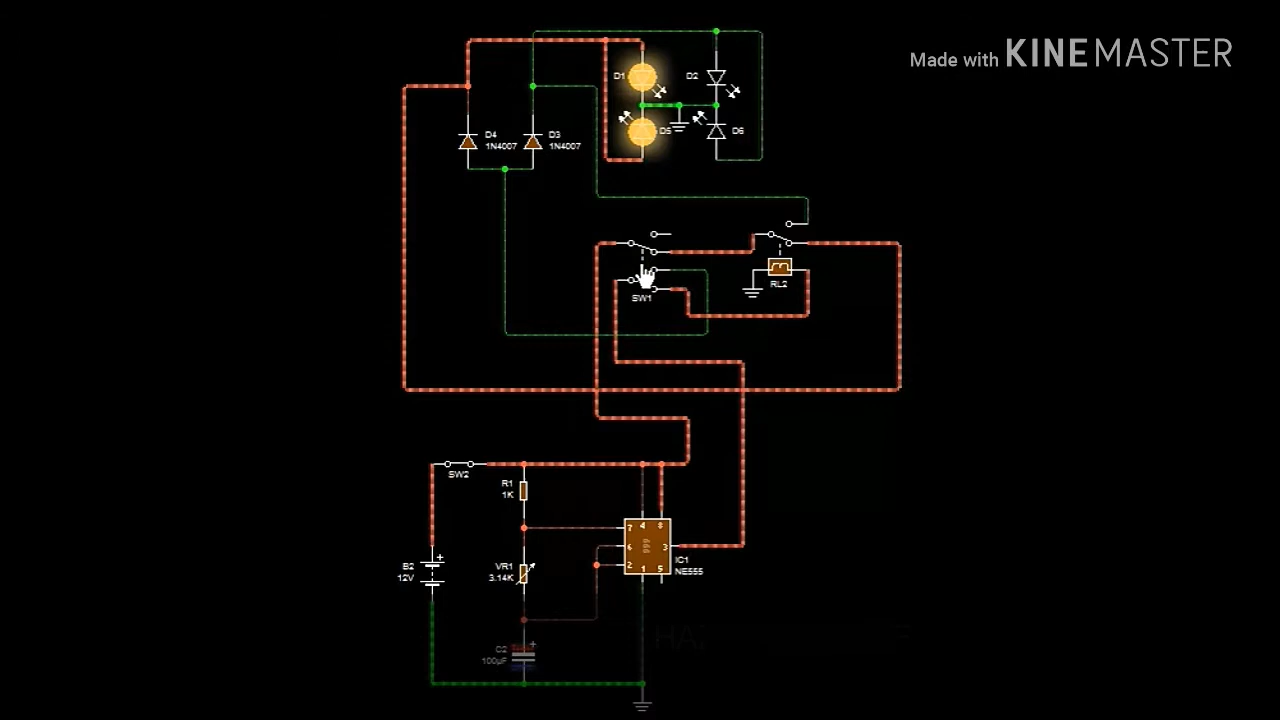 Made with KINEMASTER
D1
D2
D4
1N4007
D3
1N4007
D5
D6
SW1
RL2
SW2
R1
1K
B2
12V
VR1
3.14K
7 4 8
6 3
2 1 5
IC1
NE555
C2
100µF